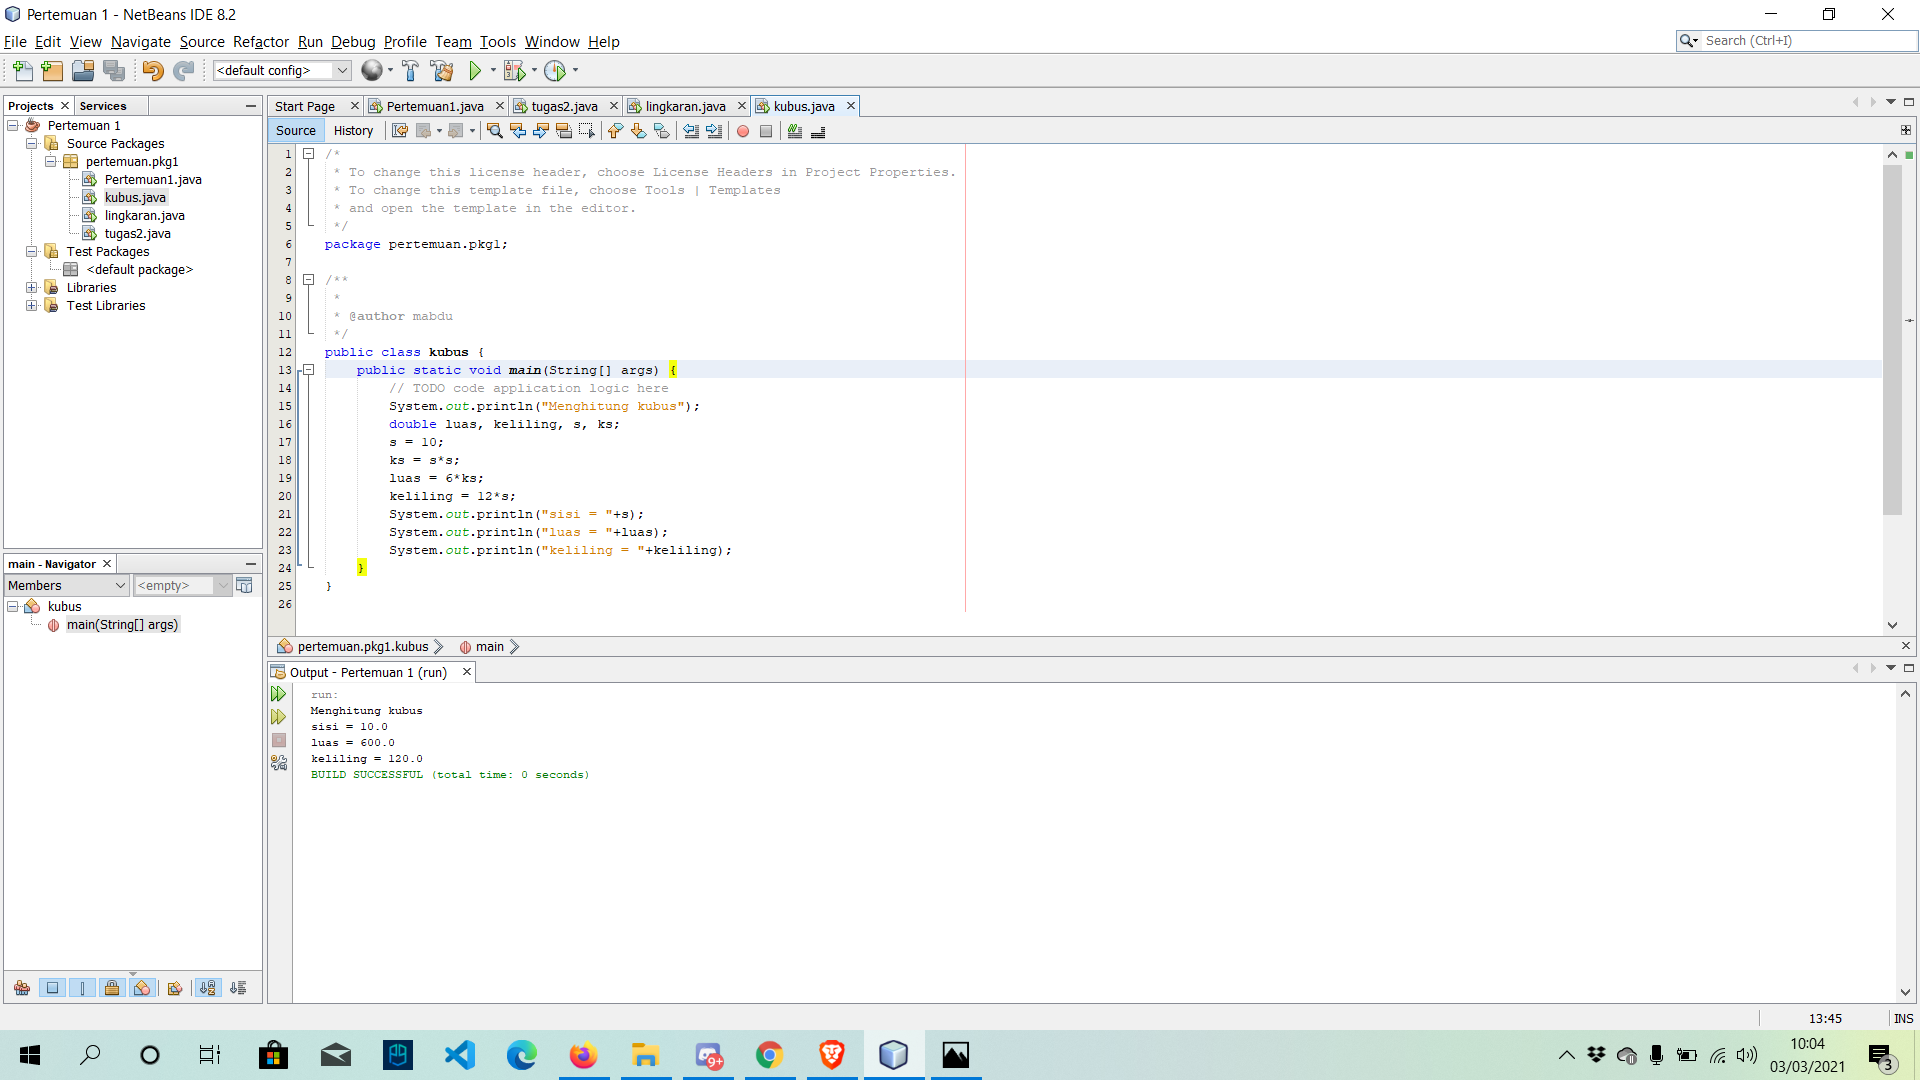 Pertemuan 1 - NetBeans IDE 8.2
File Edit View Navigate Source Refactor Run Debug Profile Team Tools Window Help
Search (Ctrl+I)
<default config>
Projects Services
Pertemuan 1
Source Packages
pertemuan.pkg1
Pertemuan1.java
kubus.java
lingkaran.java
tugas2.java
Test Packages
<default package>
Libraries
Test Libraries
Start Page Pertemuan1.java tugas2.java lingkaran.java kubus.java
Source History
1 /*
2 * To change this license header, choose License Headers in Project Properties.
3 * To change this template file, choose Tools | Templates
4 * and open the template in the editor.
5 */
6 package pertemuan.pkg1;
7
8 /**
9 *
10 * @author mabdu
11 */
12 public class kubus {
13 public static void main(String[] args) {
14 // TODO code application logic here
15 System.out.println("Menghitung kubus");
16 double luas, keliling, s, ks;
17 s = 10;
18 ks = s*s;
19 luas = 6*ks;
20 keliling = 12*s;
21 System.out.println("sisi = "+s);
22 System.out.println("luas = "+luas);
23 System.out.println("keliling = "+keliling);
24 }
25 }
26
pertemuan.pkg1.kubus main
main - Navigator
Members <empty>
kubus
main(String[] args)
Output - Pertemuan 1 (run)
run:
Menghitung kubus
sisi = 10.0
luas = 600.0
keliling = 120.0
BUILD SUCCESSFUL (total time: 0 seconds)
13:45 INS
9+
10:04
03/03/2021
3